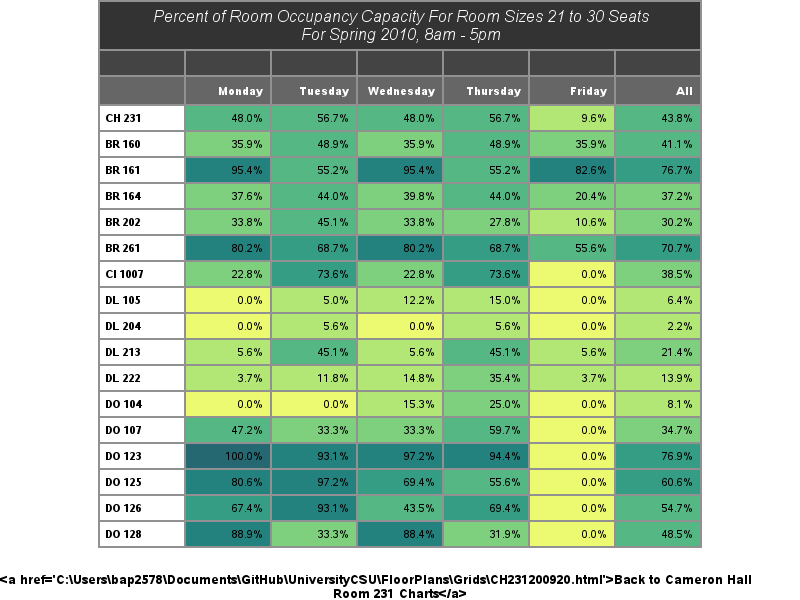 Percent of Room Occupancy Capacity For Room Sizes 21 to 30 Seats
For Spring 2010, 8am - 5pm
Monday Tuesday Wednesday Thursday Friday All
CH 231 48.0% 56.7% 48.0% 56.7% 9.6% 43.8%
BR 160 35.9% 48.9% 35.9% 48.9% 35.9% 41.1%
BR 161 95.4% 55.2% 95.4% 55.2% 82.6% 76.7%
BR 164 37.6% 44.0% 39.8% 44.0% 20.4% 37.2%
BR 202 33.8% 45.1% 33.8% 27.8% 10.6% 30.2%
BR 261 80.2% 68.7% 80.2% 68.7% 55.6% 70.7%
CI 1007 22.8% 73.6% 22.8% 73.6% 0.0% 38.5%
DL 105 0.0% 5.0% 12.2% 15.0% 0.0% 6.4%
DL 204 0.0% 5.6% 0.0% 5.6% 0.0% 2.2%
DL 213 5.6% 45.1% 5.6% 45.1% 5.6% 21.4%
DL 222 3.7% 11.8% 14.8% 35.4% 3.7% 13.9%
DO 104 0.0% 0.0% 15.3% 25.0% 0.0% 8.1%
DO 107 47.2% 33.3% 33.3% 59.7% 0.0% 34.7%
DO 123 100.0% 93.1% 97.2% 94.4% 0.0% 76.9%
DO 125 80.6% 97.2% 69.4% 55.6% 0.0% 60.6%
DO 126 67.4% 93.1% 43.5% 69.4% 0.0% 54.7%
DO 128 88.9% 33.3% 88.4% 31.9% 0.0% 48.5%
<a href='C:\Users\bap2578\Documents\GitHub\UniversityCSU\FloorPlans\Grids\CH231200920.html'>Back to Cameron Hall
Room 231 Charts</a>